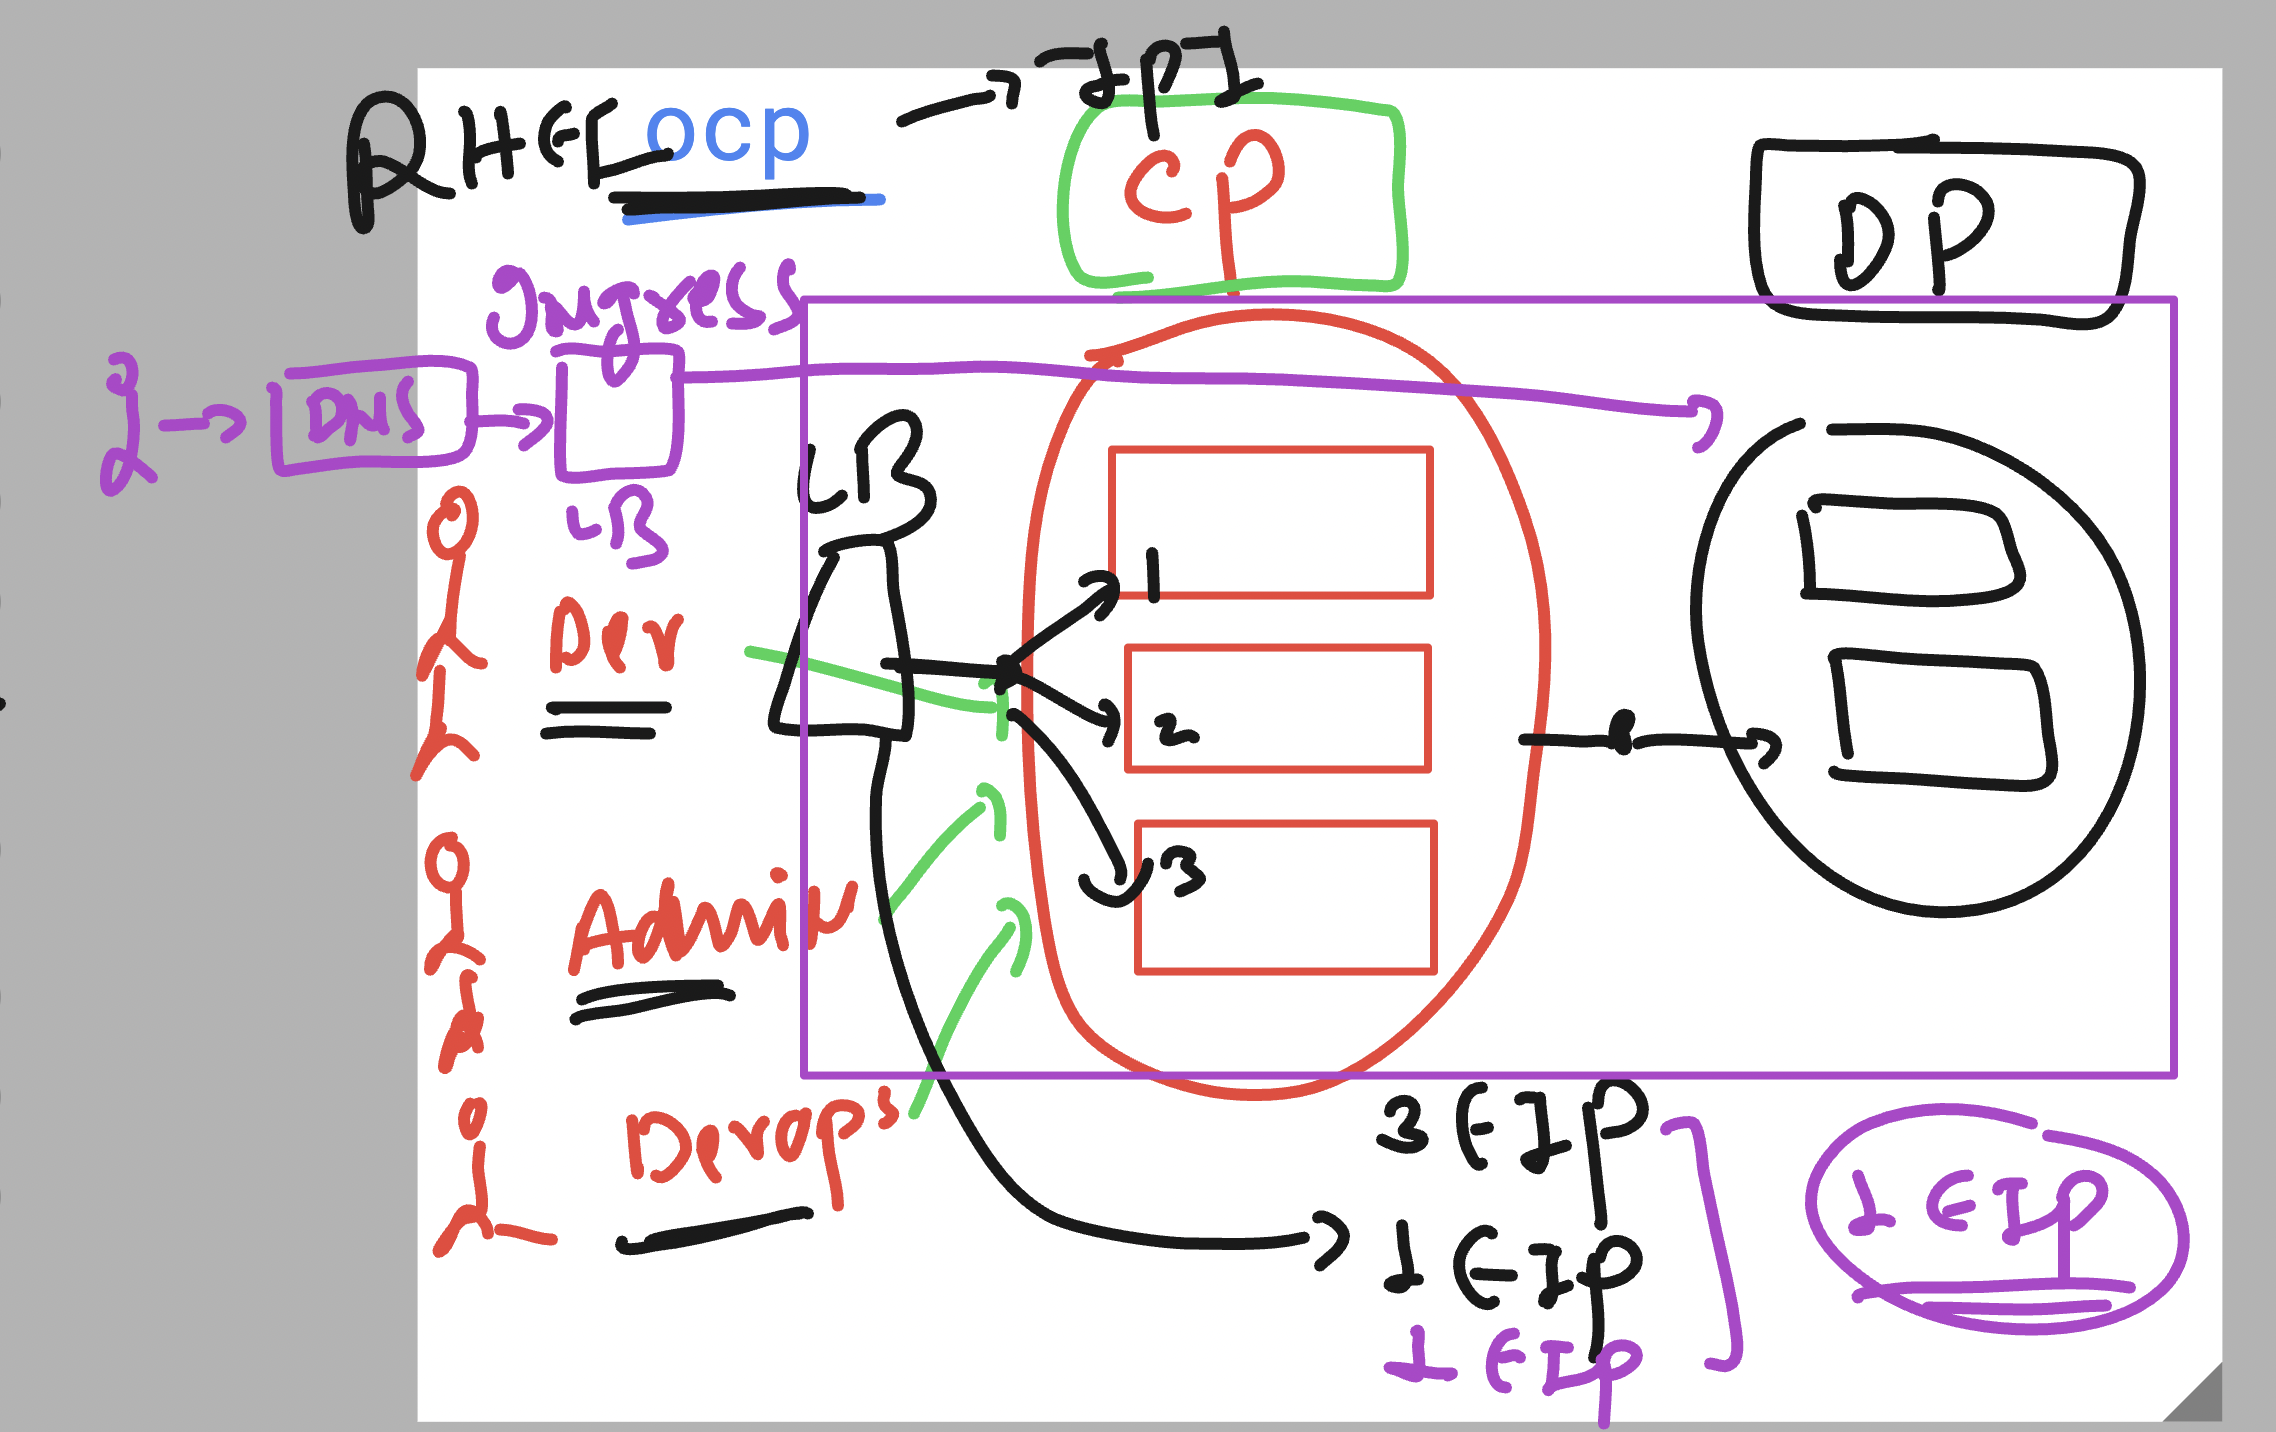 RHEL ocp → IPI
CP
DP
Ingress
DNS
LB
LB
Dev
1
2
Admin
3
Devops
3 EIP
1 EIP
1 EIP
1 EIP